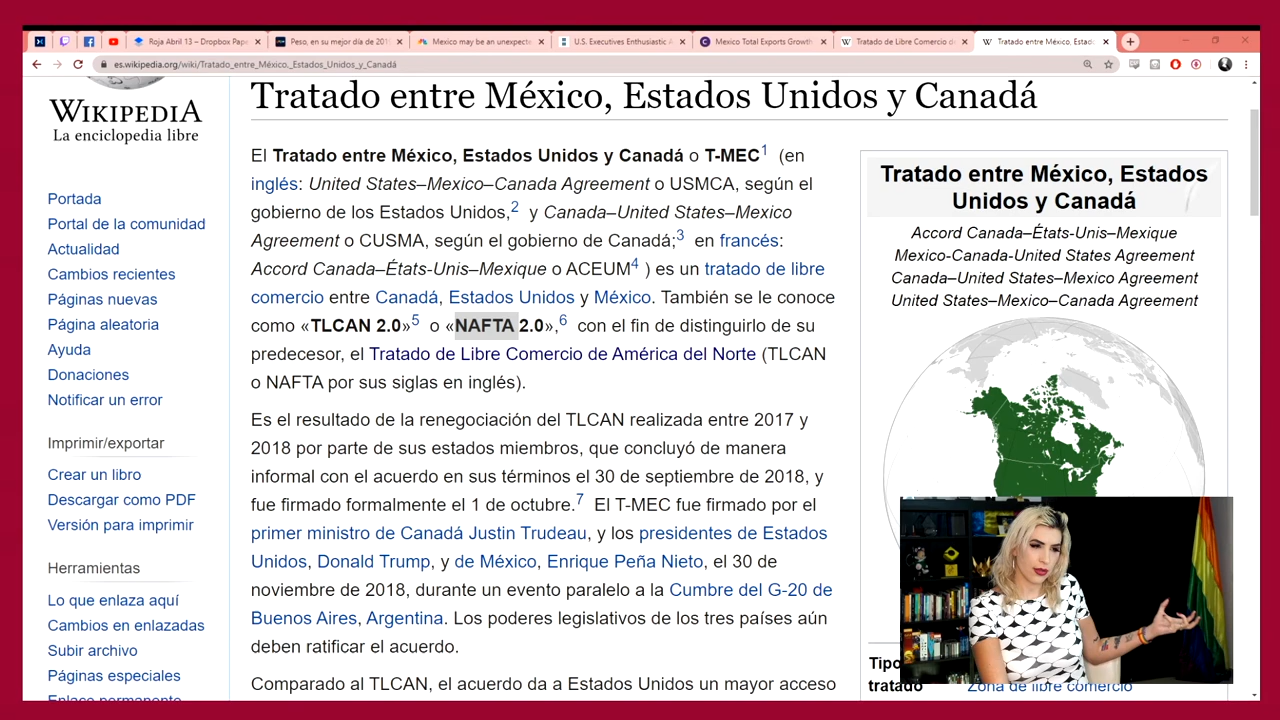 Roja Abril 13 – Dropbox Pape
Peso, en su mejor día de 201
Mexico may be an unexpecte
U.S. Executives Enthusiastic A
Mexico Total Exports Growth
Tratado de Libre Comercio d
Tratado entre México, Estad
es.wikipedia.org/wiki/Tratado_entre_México,_Estados_Unidos_y_Canadá
WIKIPEDIA
La enciclopedia libre
Portada
Portal de la comunidad
Actualidad
Cambios recientes
Páginas nuevas
Página aleatoria
Ayuda
Donaciones
Notificar un error
Imprimir/exportar
Crear un libro
Descargar como PDF
Versión para imprimir
Herramientas
Lo que enlaza aquí
Cambios en enlazadas
Subir archivo
Páginas especiales
Enlace permanente
Tratado entre México, Estados Unidos y Canadá
El Tratado entre México, Estados Unidos y Canadá o T-MEC1 (en
inglés: United States–Mexico–Canada Agreement o USMCA, según el
gobierno de los Estados Unidos,2 y Canada–United States–Mexico
Agreement o CUSMA, según el gobierno de Canadá;3 en francés:
Accord Canada–États-Unis–Mexique o ACEUM4 ) es un tratado de libre
comercio entre Canadá, Estados Unidos y México. También se le conoce
como «TLCAN 2.0»5 o «NAFTA 2.0»,6 con el fin de distinguirlo de su
predecesor, el Tratado de Libre Comercio de América del Norte (TLCAN
o NAFTA por sus siglas en inglés).
Es el resultado de la renegociación del TLCAN realizada entre 2017 y
2018 por parte de sus estados miembros, que concluyó de manera
informal con el acuerdo en sus términos el 30 de septiembre de 2018, y
fue firmado formalmente el 1 de octubre.7 El T-MEC fue firmado por el
primer ministro de Canadá Justin Trudeau, y los presidentes de Estados
Unidos, Donald Trump, y de México, Enrique Peña Nieto, el 30 de
noviembre de 2018, durante un evento paralelo a la Cumbre del G-20 de
Buenos Aires, Argentina. Los poderes legislativos de los tres países aún
deben ratificar el acuerdo.
Comparado al TLCAN, el acuerdo da a Estados Unidos un mayor acceso
Tratado entre México, Estados
Unidos y Canadá
Accord Canada–États-Unis–Mexique
Mexico-Canada-United States Agreement
Canada–United States–Mexico Agreement
United States–Mexico–Canada Agreement
Tipo
tratado
Zona de libre comercio